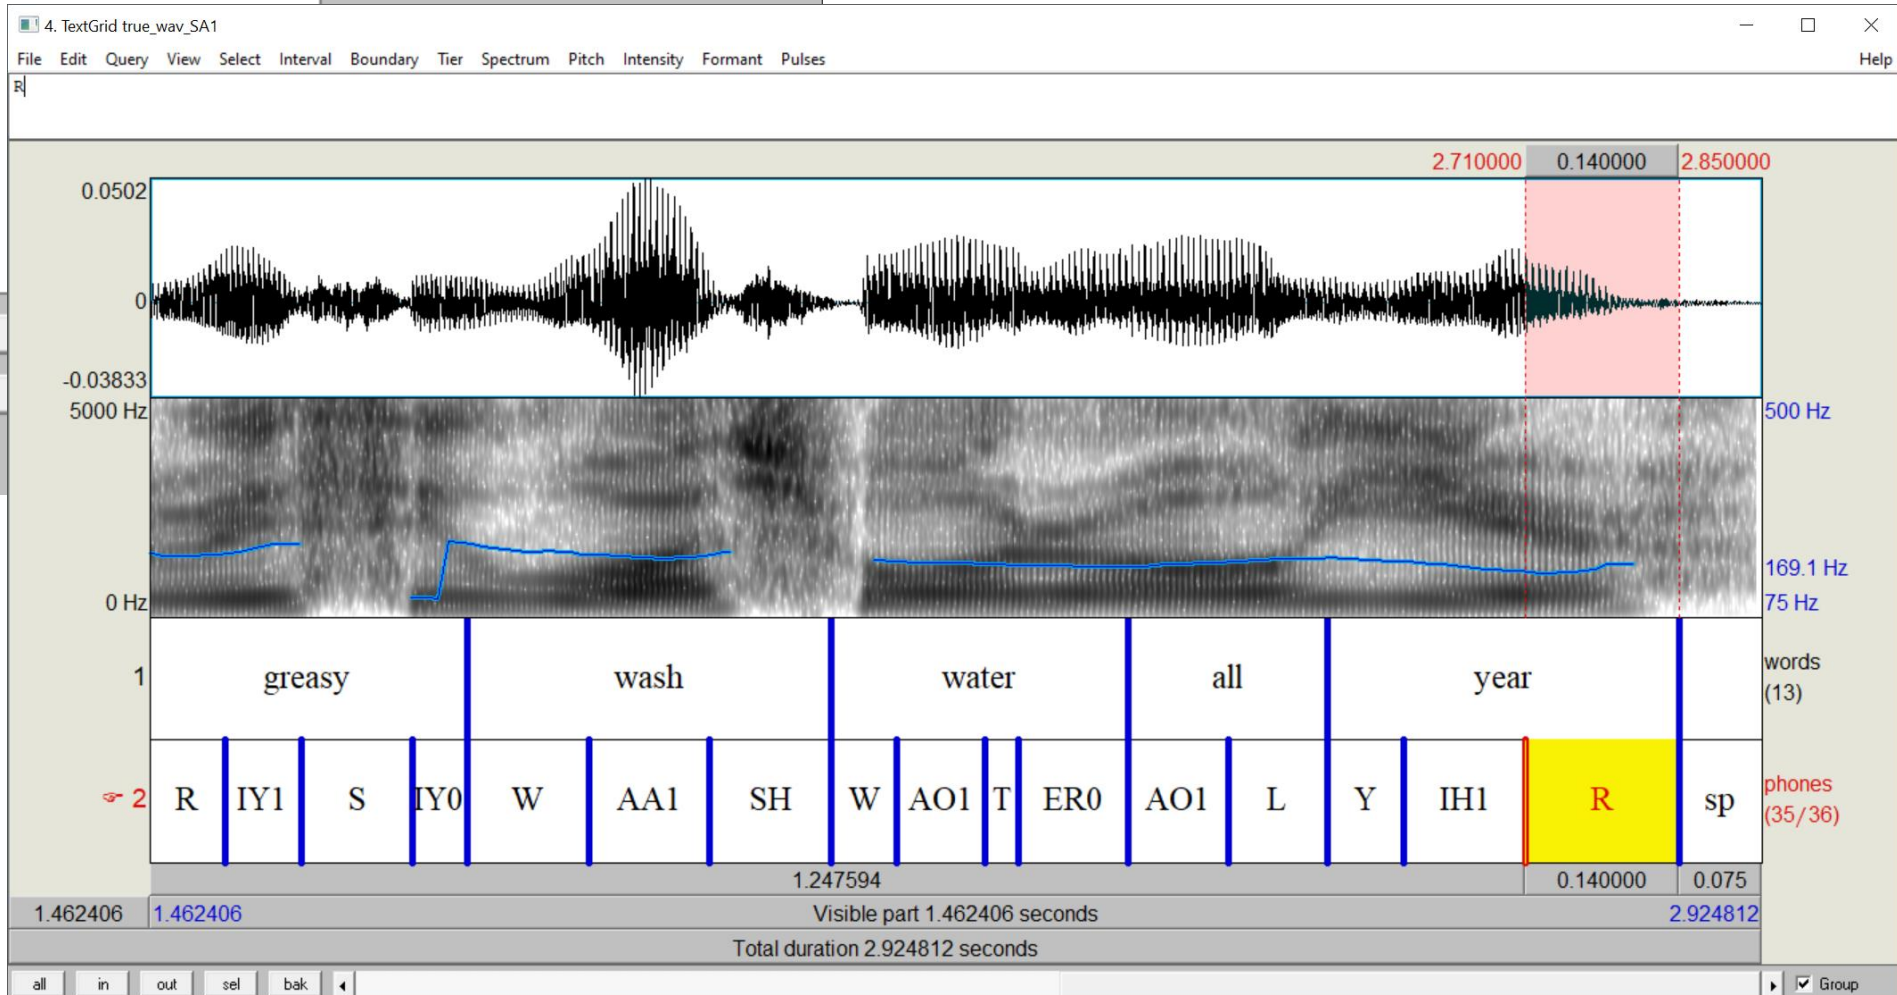 4. TextGrid true_wav_SA1
File Edit Query View Select Interval Boundary Tier Spectrum Pitch Intensity Formant Pulses Help
R
2.710000 0.140000 2.850000
0.0502
0
-0.03833
5000 Hz 500 Hz
169.1 Hz
0 Hz 75 Hz
1 greasy wash water all year words
(13)
☞ 2 R IY1 S IY0 W AA1 SH W AO1 T ER0 AO1 L Y IH1 R sp phones
(35/36)
1.247594 0.140000 0.075
1.462406 1.462406 Visible part 1.462406 seconds 2.924812
Total duration 2.924812 seconds
all in out sel bak Group